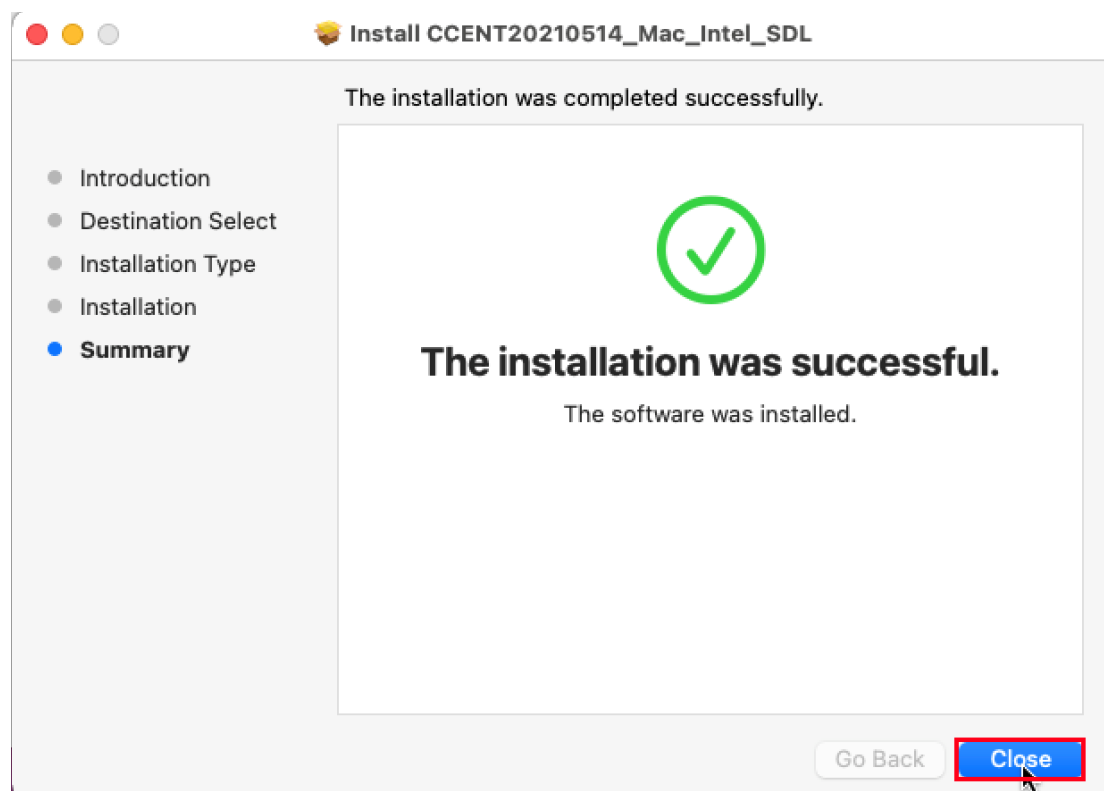 Install CCENT20210514_Mac_Intel_SDL
The installation was completed successfully.
Introduction
Destination Select
Installation Type
Installation
Summary
The installation was successful.
The software was installed.
Go Back
Close